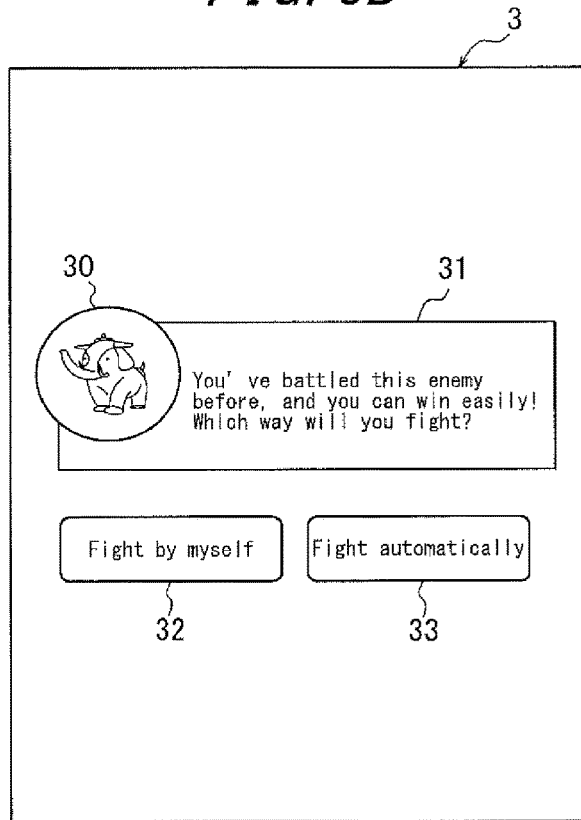 3
30
31
You've battled this enemy
before, and you can win easily!
Which way will you fight?
Fight by myself
Fight automatically
32
33